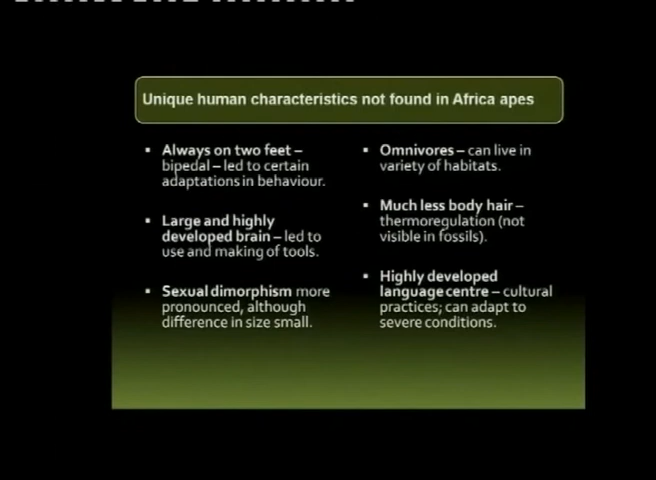 Unique human characteristics not found in Africa apes
▪ Always on two feet –
bipedal – led to certain
adaptations in behaviour.
▪ Large and highly
developed brain – led to
use and making of tools.
▪ Sexual dimorphism more
pronounced, although
difference in size small.
▪ Omnivores – can live in
variety of habitats.
▪ Much less body hair –
thermoregulation (not
visible in fossils).
▪ Highly developed
language centre – cultural
practices; can adapt to
severe conditions.